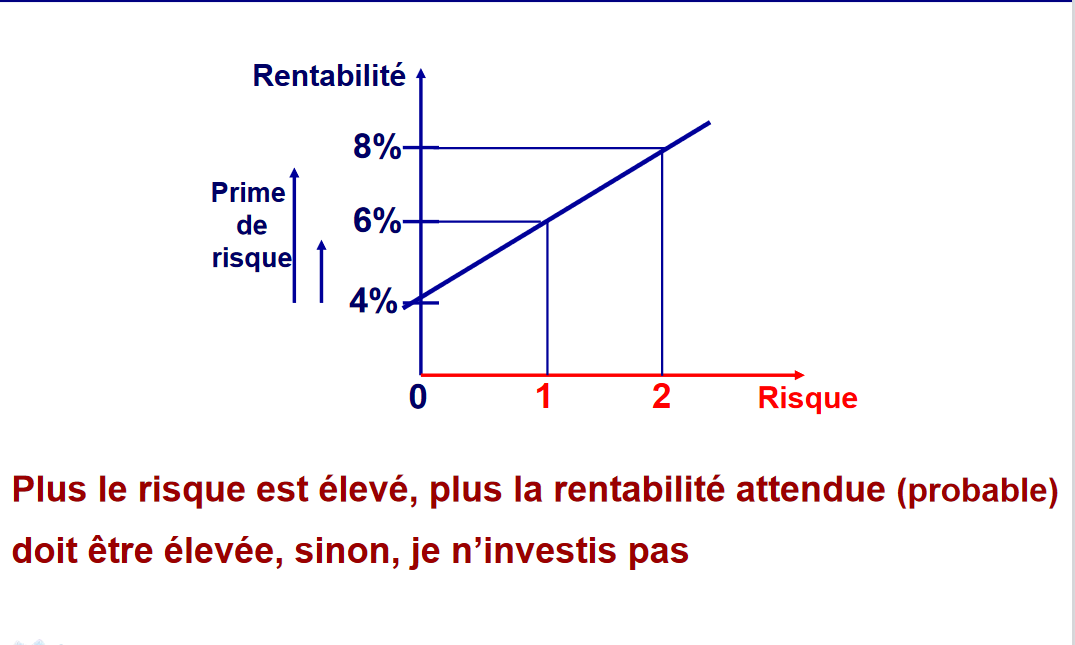 Rentabilité
8%
Prime
de
risque
6%
4%
0
1
2
Risque
Plus le risque est élevé, plus la rentabilité attendue (probable)
doit être élevée, sinon, je n’investis pas